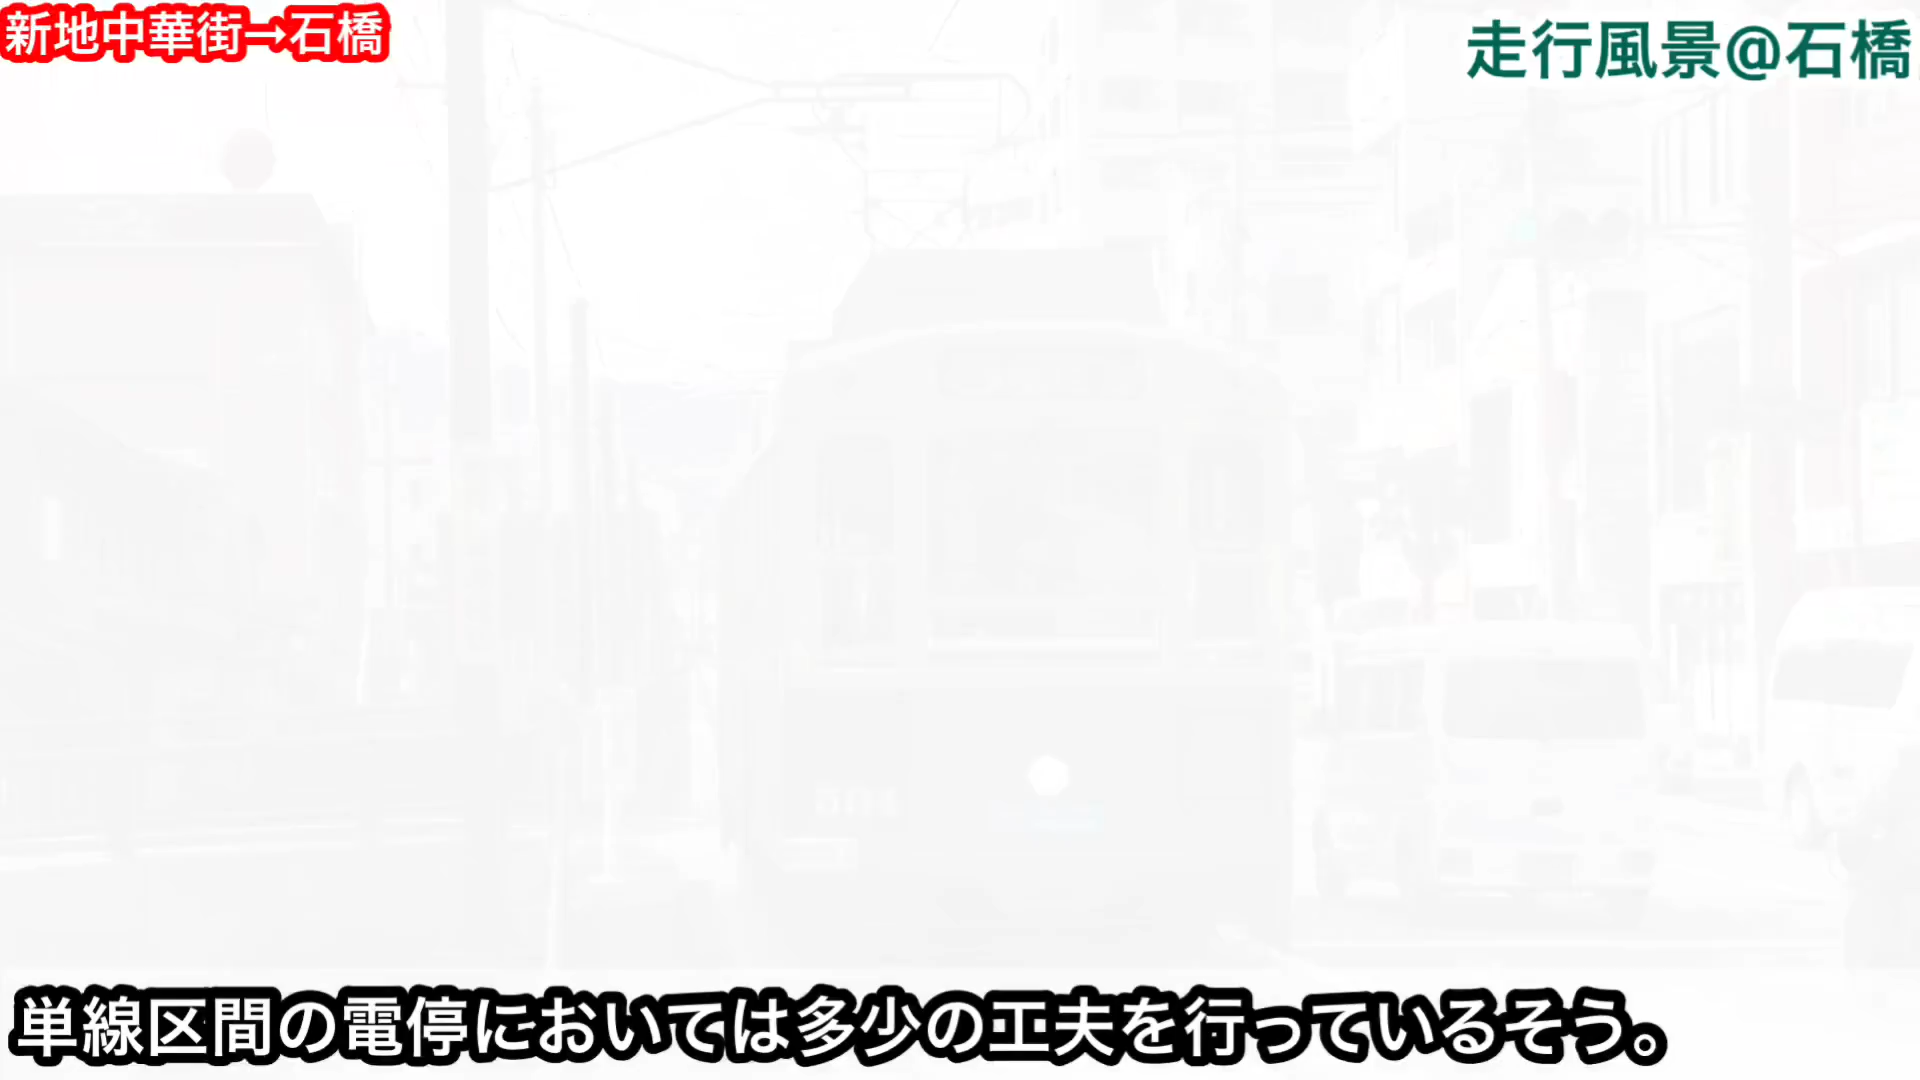 新地中華街→石橋
走行風景@石橋
単線区間の電停においては多少の工夫を行っているそう。